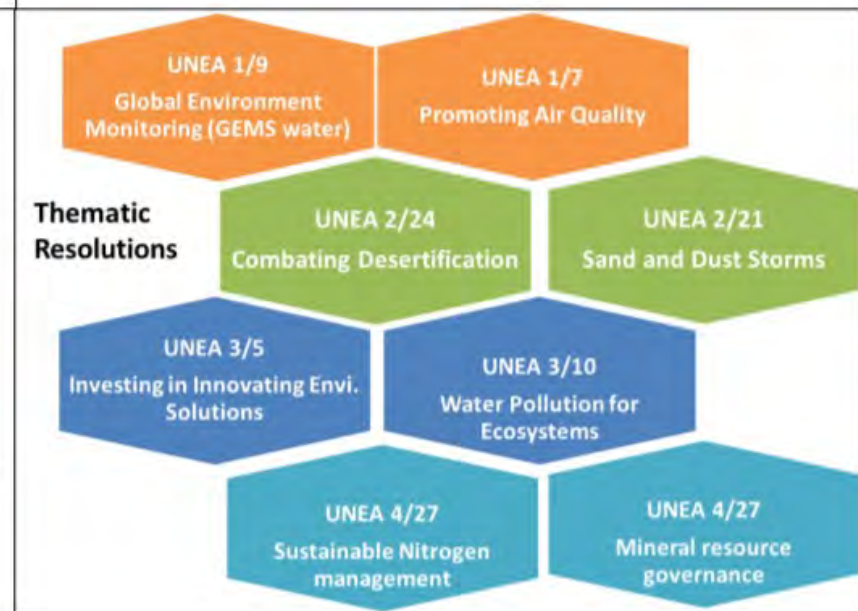 UNEA 1/9
Global Environment
Monitoring (GEMS water)
UNEA 1/7
Promoting Air Quality
Thematic
Resolutions
UNEA 2/24
Combating Desertification
UNEA 2/21
Sand and Dust Storms
UNEA 3/5
Investing in Innovating Envi.
Solutions
UNEA 3/10
Water Pollution for
Ecosystems
UNEA 4/27
Sustainable Nitrogen
management
UNEA 4/27
Mineral resource
governance